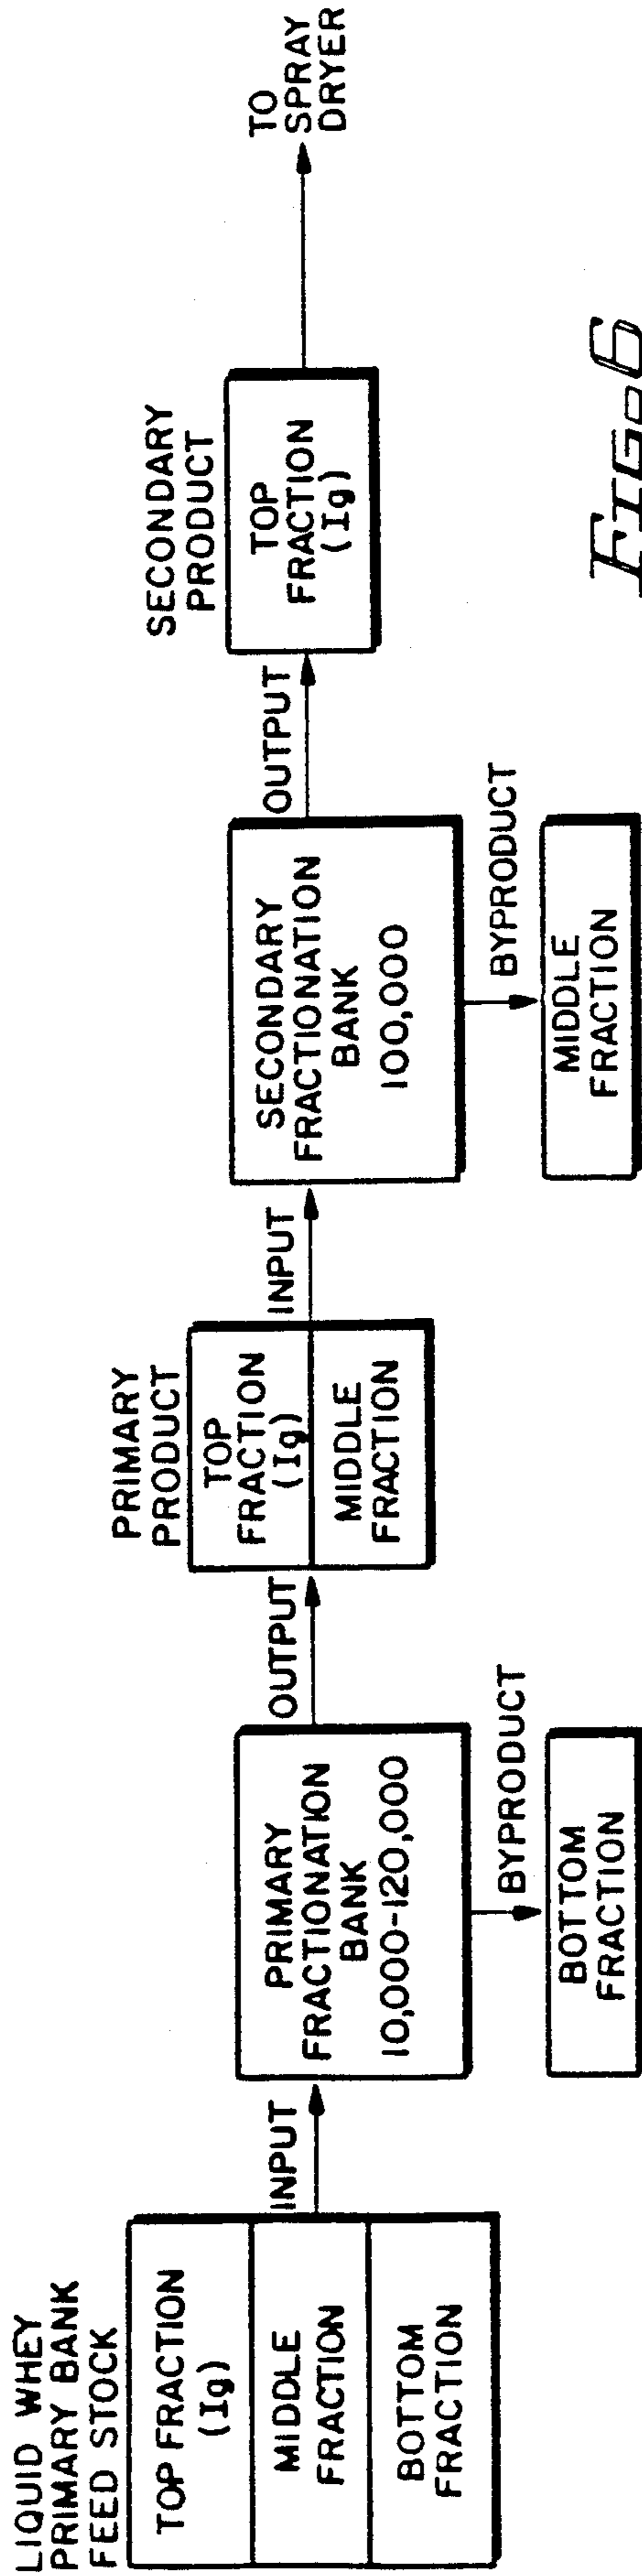 LIQUID WHEY
PRIMARY BANK
FEED STOCK
TOP FRACTION
(Ig)
MIDDLE
FRACTION
BOTTOM
FRACTION
INPUT
PRIMARY
FRACTIONATION
BANK
10,000-120,000
BYPRODUCT
BOTTOM
FRACTION
OUTPUT
PRIMARY
PRODUCT
TOP
FRACTION
(Ig)
MIDDLE
FRACTION
INPUT
SECONDARY
FRACTIONATION
BANK
100,000
BYPRODUCT
MIDDLE
FRACTION
OUTPUT
SECONDARY
PRODUCT
TOP
FRACTION
(Ig)
TO
SPRAY
DRYER
FIG-6